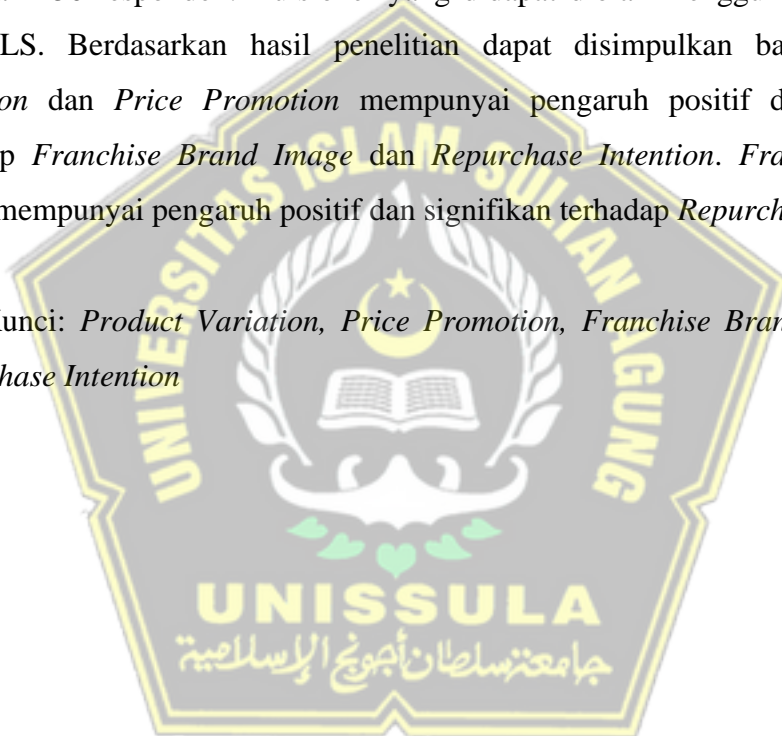 LS. Berdasarkan hasil penelitian dapat disimpulkan ba
on dan Price Promotion mempunyai pengaruh positif d
p Franchise Brand Image dan Repurchase Intention. Fra
mempunyai pengaruh positif dan signifikan terhadap Repurch
unci: Product Variation, Price Promotion, Franchise Bran
hase Intention
UNIVERSITAS ISLAM SULTAN AGUNG
UNISSULA
جامعتنسلطان أجونج الإسلامية